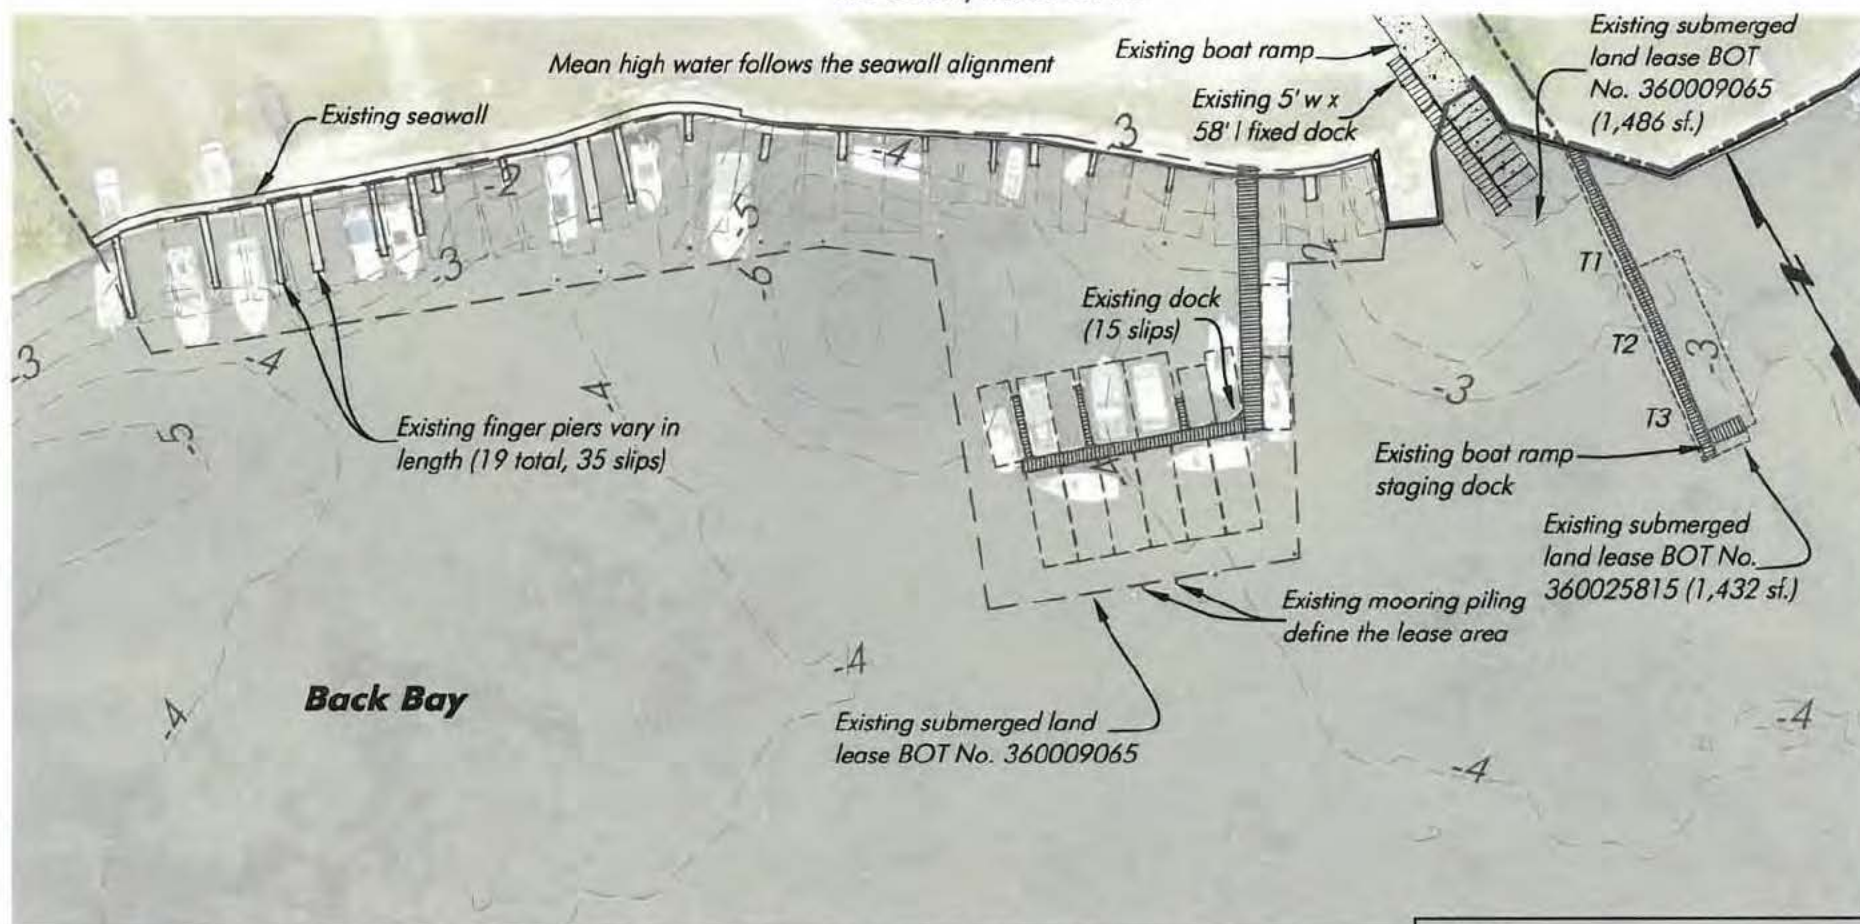 Mean high water follows the seawall alignment
Existing seawall
Existing boat ramp
Existing 5' w x
58' l fixed dock
Existing submerged
land lease BOT
No. 360009065
(1,486 sf.)
-3
-4
-2
-5
-3
-6
-2
T1
T2
T3
-3
-3
Existing dock
(15 slips)
-3
-4
-4
-5
-4
Existing finger piers vary in
length (19 total, 35 slips)
Existing boat ramp
staging dock
Existing submerged
land lease BOT No.
360025815 (1,432 sf.)
Existing mooring piling
define the lease area
-4
Back Bay
-4
Existing submerged land
lease BOT No. 360009065
-4
-4